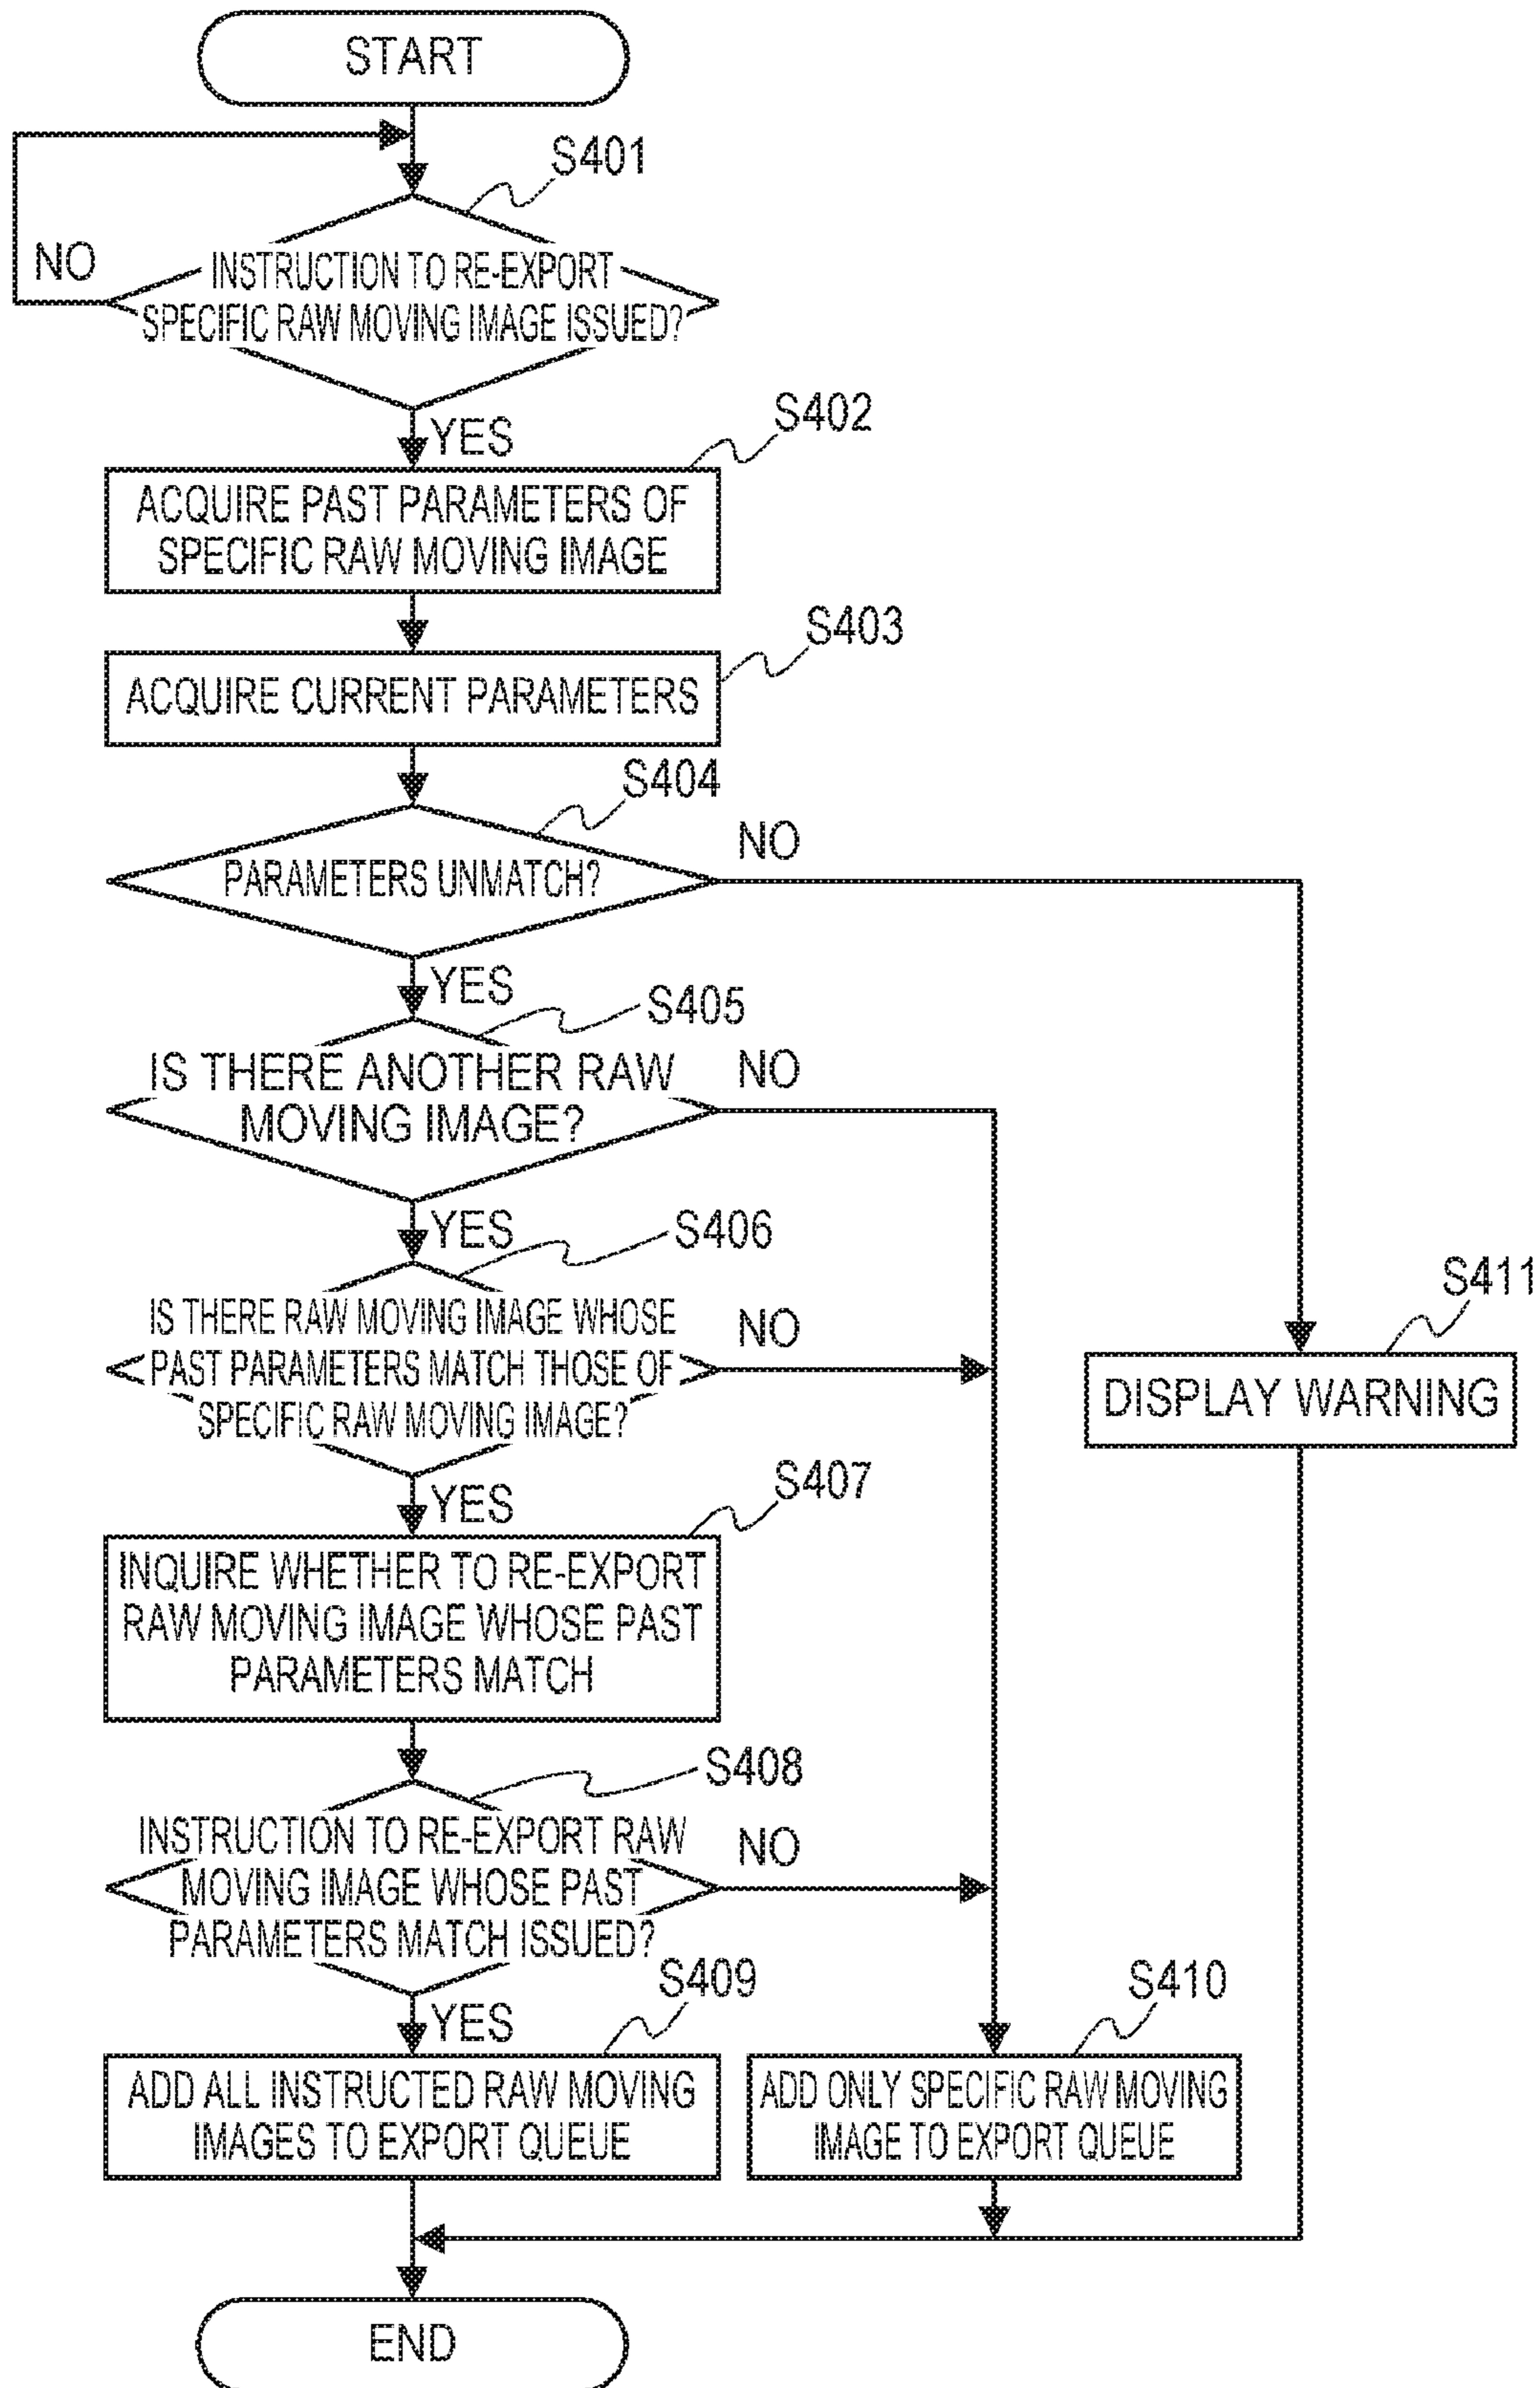 START
S401
NO
INSTRUCTION TO RE-EXPORT
SPECIFIC RAW MOVING IMAGE ISSUED?
YES
S402
ACQUIRE PAST PARAMETERS OF
SPECIFIC RAW MOVING IMAGE
S403
ACQUIRE CURRENT PARAMETERS
S404
NO
PARAMETERS UNMATCH?
YES
S405
IS THERE ANOTHER RAW
MOVING IMAGE?
NO
YES
S406
IS THERE RAW MOVING IMAGE WHOSE
PAST PARAMETERS MATCH THOSE OF
SPECIFIC RAW MOVING IMAGE?
NO
S411
DISPLAY WARNING
YES
S407
INQUIRE WHETHER TO RE-EXPORT
RAW MOVING IMAGE WHOSE PAST
PARAMETERS MATCH
S408
INSTRUCTION TO RE-EXPORT RAW
MOVING IMAGE WHOSE PAST
PARAMETERS MATCH ISSUED?
NO
YES
S409
ADD ALL INSTRUCTED RAW MOVING
IMAGES TO EXPORT QUEUE
S410
ADD ONLY SPECIFIC RAW MOVING
IMAGE TO EXPORT QUEUE
END